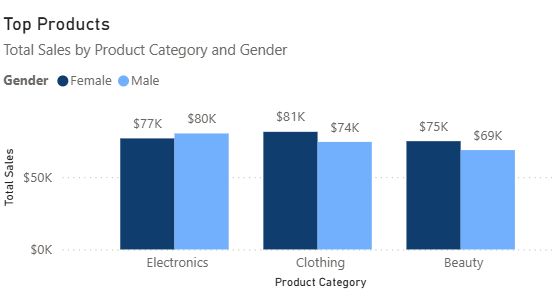 Top Products
Total Sales by Product Category and Gender
Gender Female Male
$77K $80K $81K $74K $75K $69K
Total Sales
$50K
$0K
Electronics Clothing Beauty
Product Category